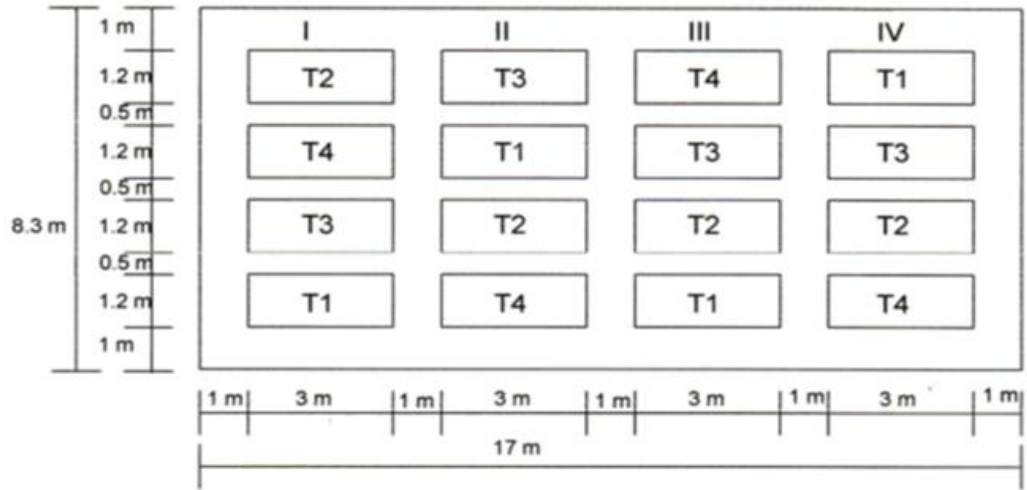 1 m
I II III IV
1.2 m T2 T3 T4 T1
0.5 m
1.2 m T4 T1 T3 T3
0.5 m
8.3 m 1.2 m T3 T2 T2 T2
0.5 m
1.2 m T1 T4 T1 T4
1 m
1 m 3 m 1 m 3 m 1 m 3 m 1 m 3 m 1 m
17 m